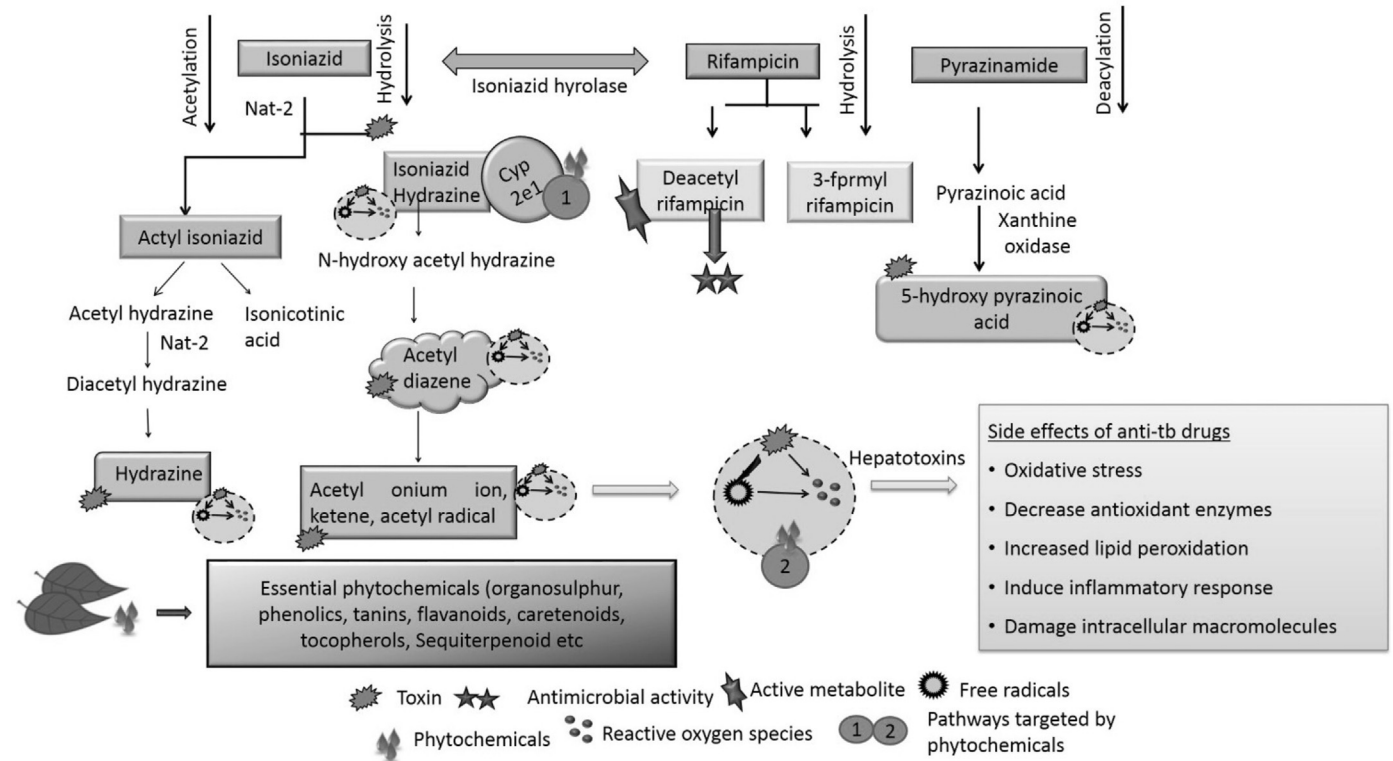 Acetylation
Isoniazid
Hydrolysis
Nat-2
Isoniazid hyrolase
Rifampicin
Hydrolysis
Pyrazinamide
Deacylation
Isoniazid
Hydrazine
Cyp
2e1
1
Deacetyl
rifampicin
3-fprmyl
rifampicin
Pyrazinoic acid
Xanthine
oxidase
Actyl isoniazid
N-hydroxy acetyl hydrazine
5-hydroxy pyrazinoic
acid
Acetyl hydrazine
Isonicotinic
acid
Nat-2
Diacetyl hydrazine
Acetyl
diazene
Hydrazine
Acetyl onium ion,
ketene, acetyl radical
Hepatotoxins
2
Side effects of anti-tb drugs
• Oxidative stress
• Decrease antioxidant enzymes
• Increased lipid peroxidation
• Induce inflammatory response
• Damage intracellular macromolecules
Essential phytochemicals (organosulphur,
phenolics, tanins, flavanoids, caretenoids,
tocopherols, Sequiterpenoid etc
Toxin
Antimicrobial activity
Active metabolite
Free radicals
Phytochemicals
Reactive oxygen species
1 2
Pathways targeted by
phytochemicals